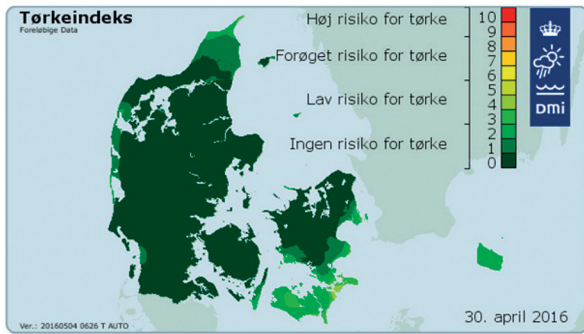 Tørkeindeks
Foreløbige Data
Høj risiko for tørke
Forøget risiko for tørke
Lav risiko for tørke
Ingen risiko for tørke
10
9
8
7
6
5
4
3
2
1
0
DMI
30. april 2016
Ver.: 20160504 0626 T AUTO